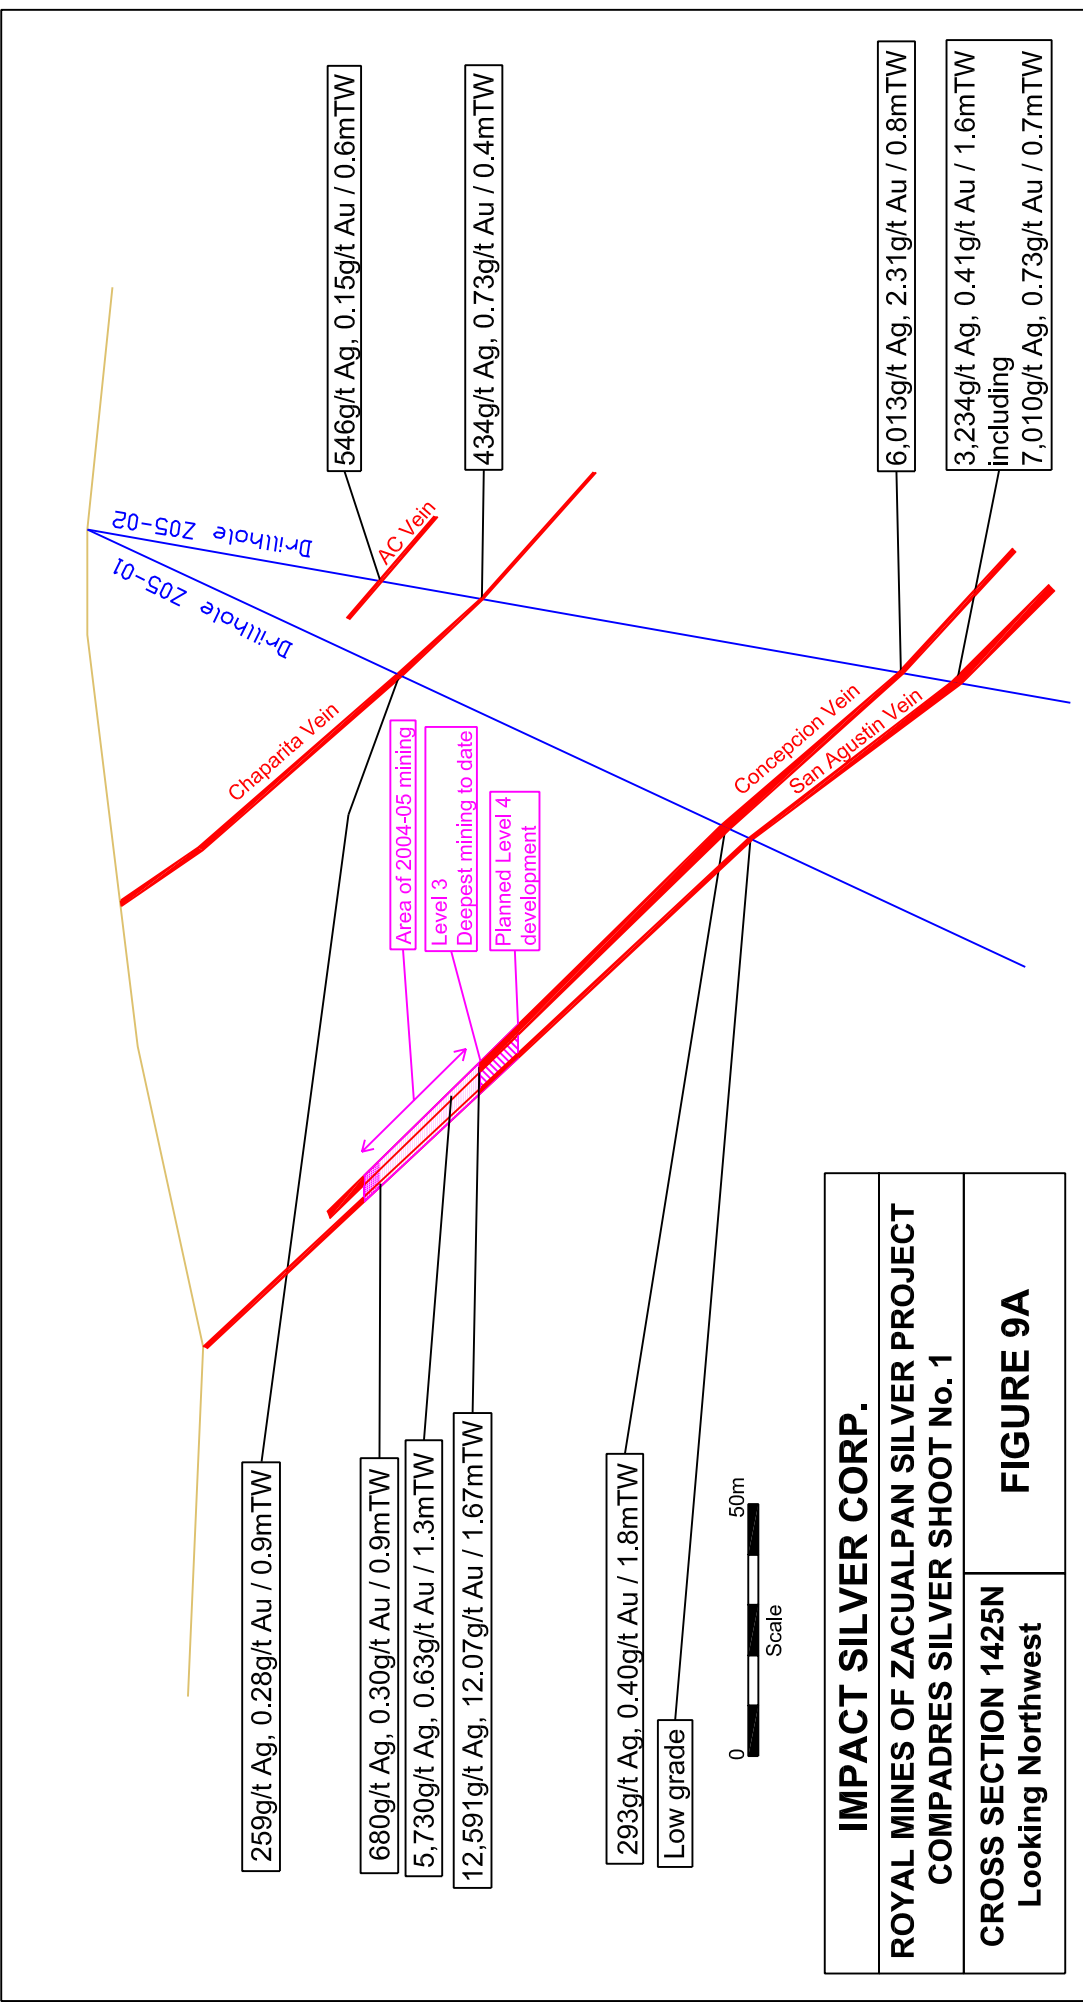 546g/t Ag, 0.15g/t Au / 0.6mTW
434g/t Ag, 0.73g/t Au / 0.4mTW
6,013g/t Ag, 2.31g/t Au / 0.8mTW
3,234g/t Ag, 0.41g/t Au / 1.6mTW
including
7,010g/t Ag, 0.73g/t Au / 0.7mTW
Drillhole Z05-02
Drillhole Z05-01
AC Vein
Chaparita Vein
Concepcion Vein
San Agustin Vein
Area of 2004-05 mining
Level 3
Deepest mining to date
Planned Level 4
development
259g/t Ag, 0.28g/t Au / 0.9mTW
680g/t Ag, 0.30g/t Au / 0.9mTW
5,730g/t Ag, 0.63g/t Au / 1.3mTW
12,591g/t Ag, 12.07g/t Au / 1.67mTW
293g/t Ag, 0.40g/t Au / 1.8mTW
Low grade
0
50m
Scale
IMPACT SILVER CORP.
ROYAL MINES OF ZACUALPAN SILVER PROJECT
COMPADRES SILVER SHOOT No. 1
CROSS SECTION 1425N
Looking Northwest
FIGURE 9A